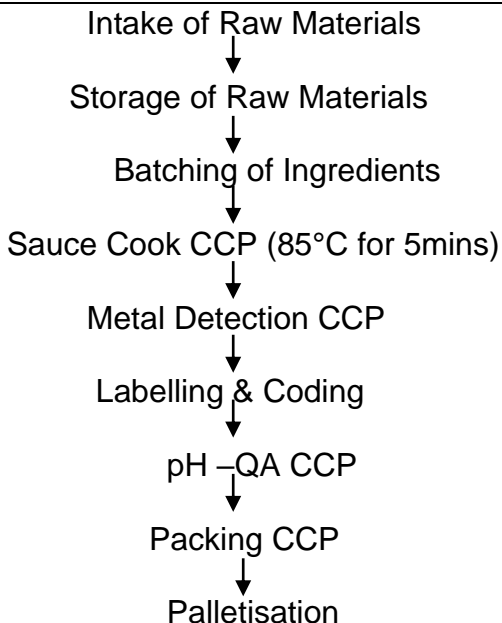 Intake of Raw Materials
Storage of Raw Materials
Batching of Ingredients
Sauce Cook CCP (85°C for 5mins)
Metal Detection CCP
Labelling & Coding
pH –QA CCP
Packing CCP
Palletisation